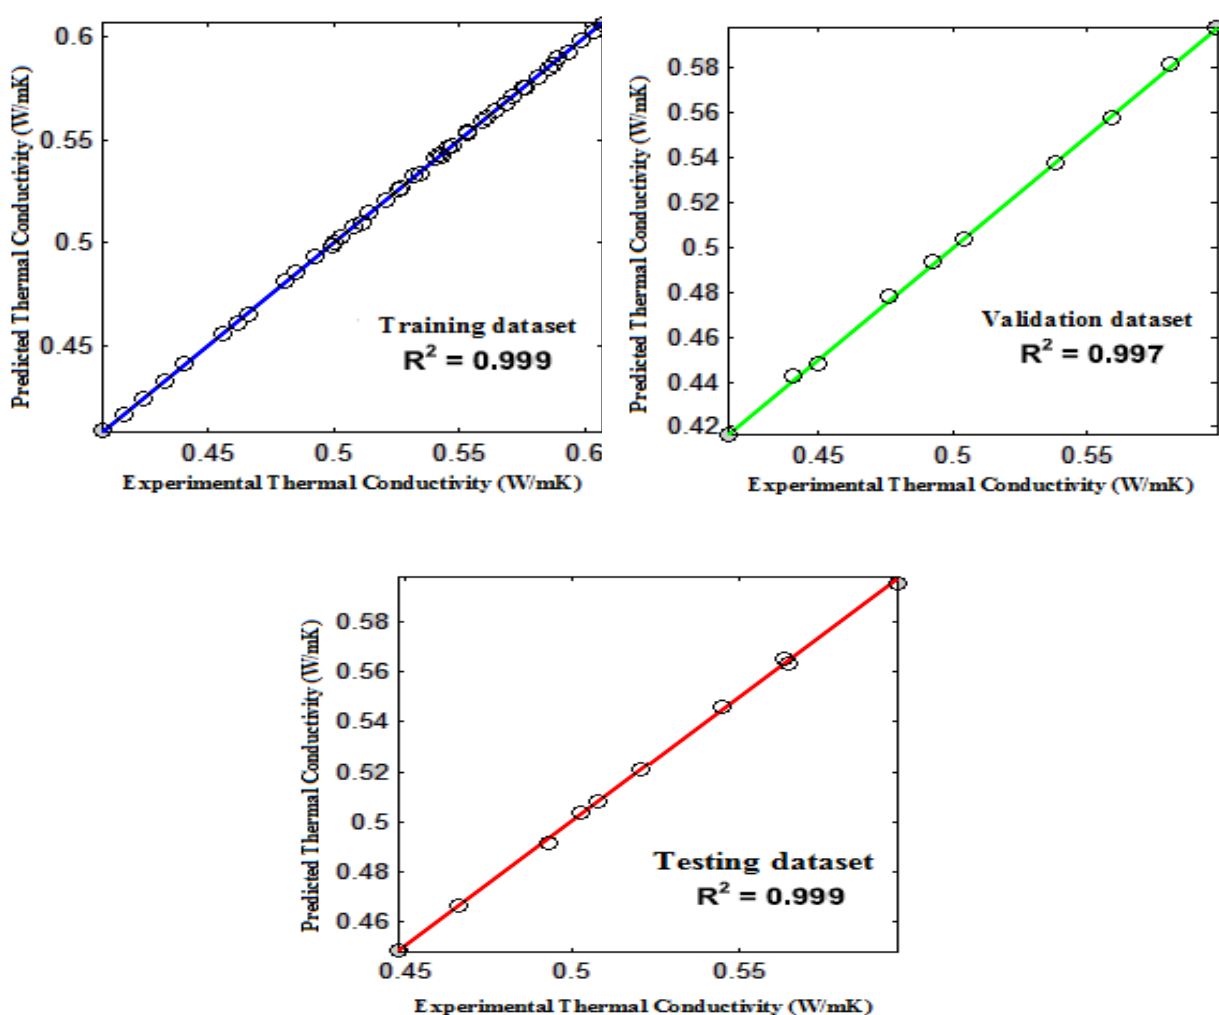 Predicted Thermal Conductivity (W/mK)
0.6
0.55
0.5
0.45
Training dataset
R² = 0.999
0.45 0.5 0.55 0.6
Experimental Thermal Conductivity (W/mK)
Predicted Thermal Conductivity (W/mK)
0.58
0.56
0.54
0.52
0.5
0.48
0.46
0.44
0.42
Validation dataset
R² = 0.997
0.45 0.5 0.55
Experimental Thermal Conductivity (W/mK)
Predicted Thermal Conductivity (W/mK)
0.58
0.56
0.54
0.52
0.5
0.48
0.46
Testing dataset
R² = 0.999
0.45 0.5 0.55
Experimental Thermal Conductivity (W/mK)